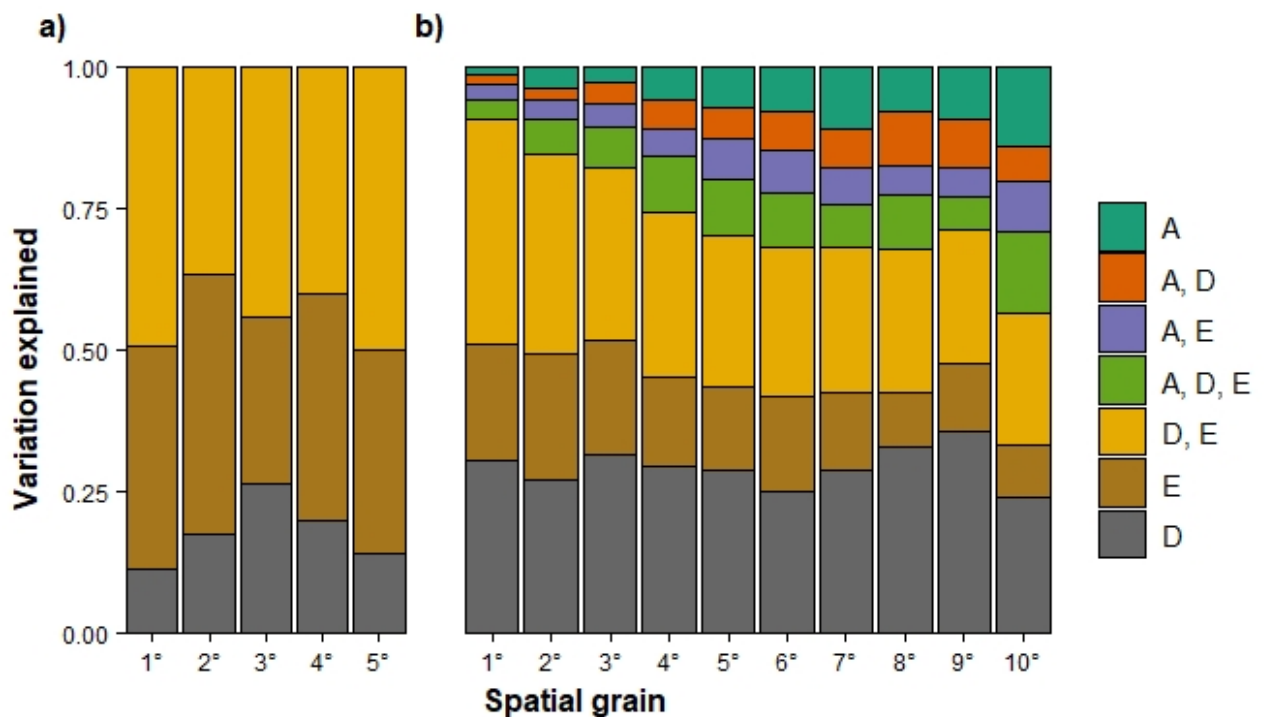 a)
b)
Variation explained
1.00
0.75
0.50
0.25
0.00
1° 2° 3° 4° 5°
1° 2° 3° 4° 5° 6° 7° 8° 9° 10°
Spatial grain
A
A, D
A, E
A, D, E
D, E
E
D